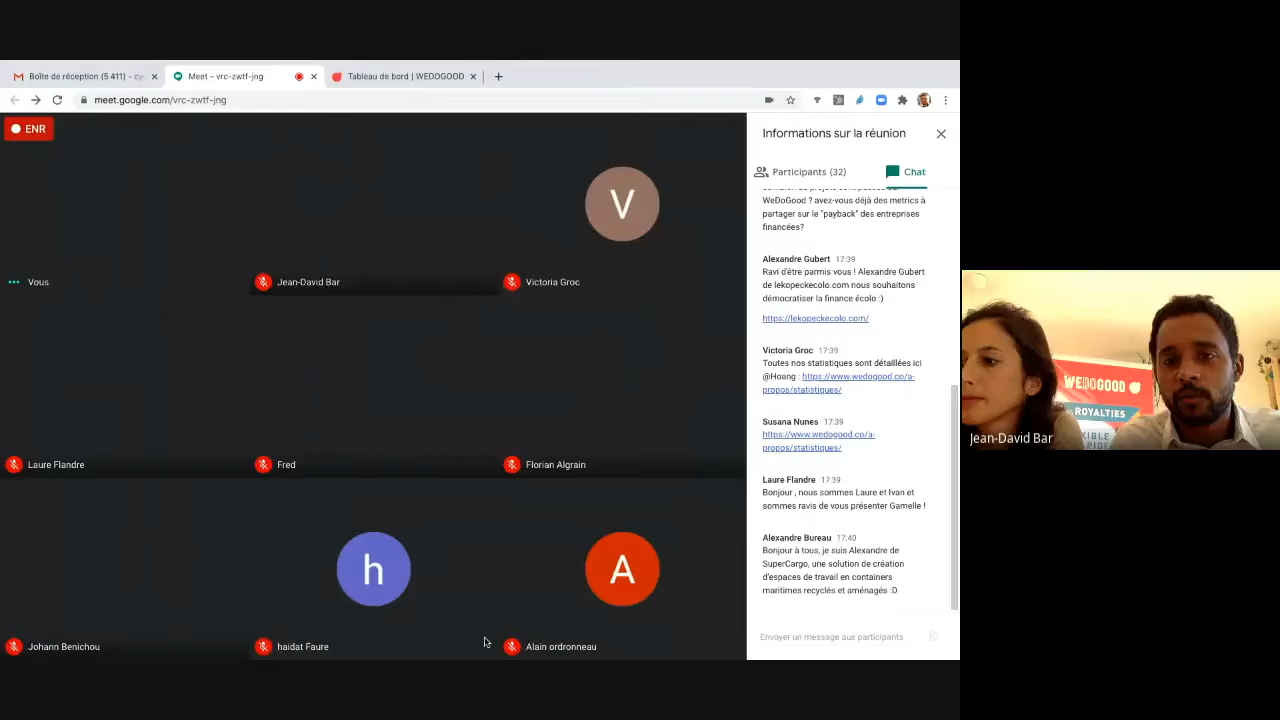 Boîte de réception (5 411) - cy
Meet – vrc-zwtf-jng
Tableau de bord | WEDOGOOD
meet.google.com/vrc-zwtf-jng
ENR
V
Vous
Jean-David Bar
Victoria Groc
Laure Flandre
Fred
Florian Algrain
h
A
Johann Benichou
haidat Faure
Alain ordronneau
Informations sur la réunion
Participants (32)
Chat
WeDoGood ? avez-vous déjà des metrics à
partager sur le "payback" des entreprises
financées?
Alexandre Gubert 17:39
Ravi d'être parmis vous ! Alexandre Gubert
de lekopeckecolo.com nous souhaitons
démocratiser la finance écolo :)
https://lekopeckecolo.com/
Victoria Groc 17:39
Toutes nos statistiques sont détaillées ici
@Hoang : https://www.wedogood.co/a-
propos/statistiques/
Susana Nunes 17:39
https://www.wedogood.co/a-
propos/statistiques/
Laure Flandre 17:39
Bonjour , nous sommes Laure et Ivan et
sommes ravis de vous présenter Gamelle !
Alexandre Bureau 17:40
Bonjour à tous, je suis Alexandre de
SuperCargo, une solution de création
d'espaces de travail en containers
maritimes recyclés et aménagés :D
Envoyer un message aux participants
WEDOGOOD
ROYALTIES
Jean-David Bar